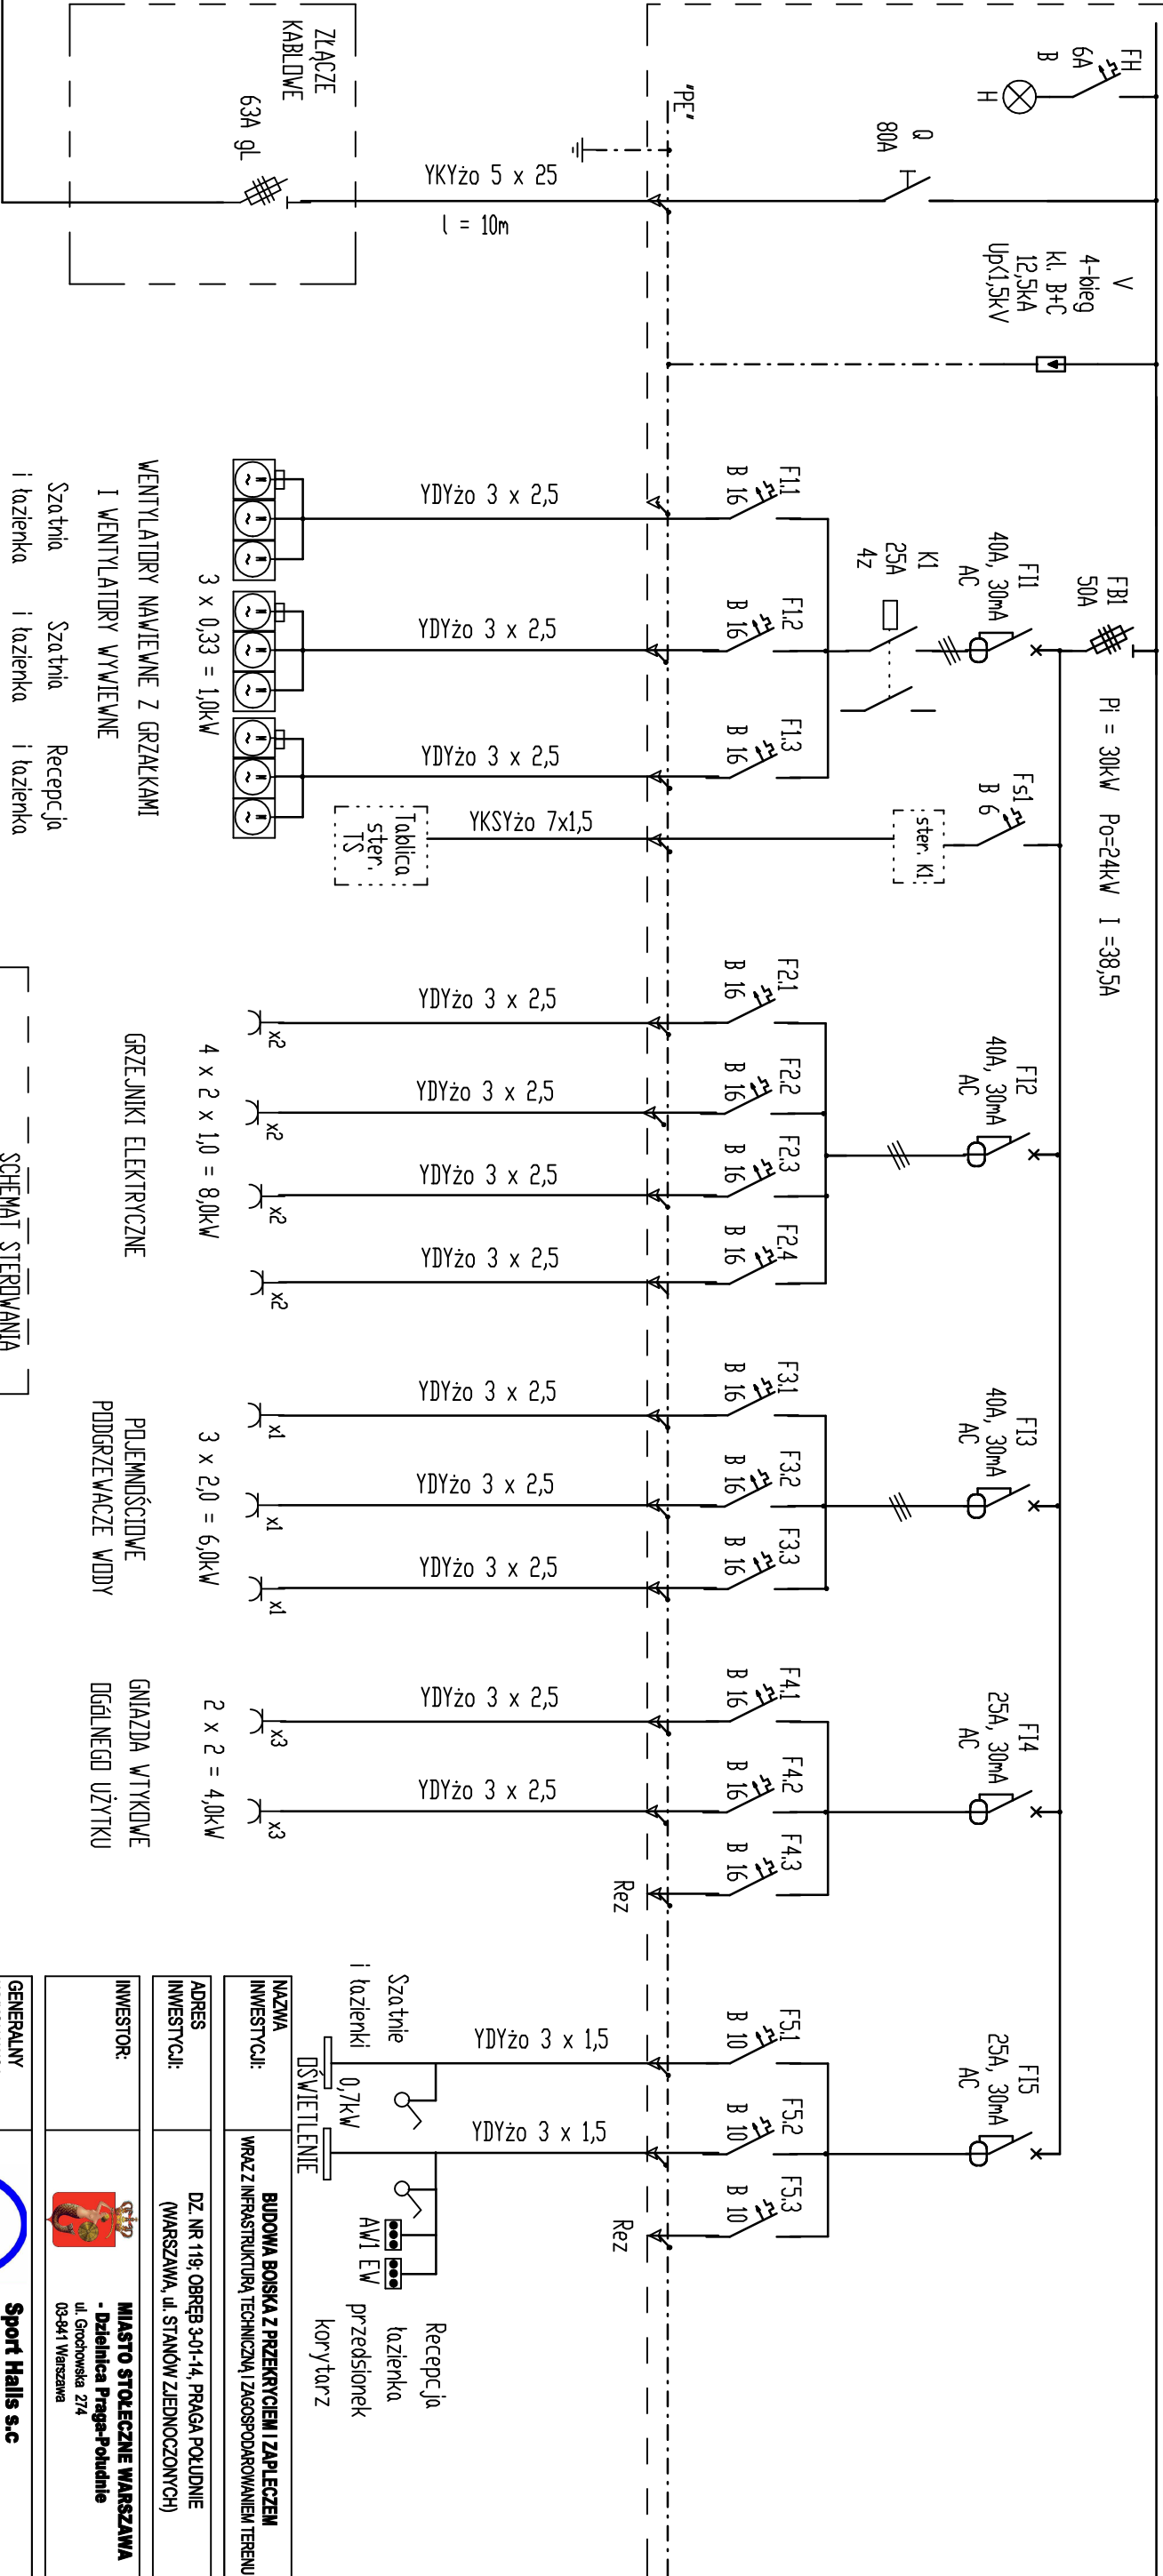 FH
6A
B
H
Q
80A
"PE"
YKYżo 5 x 25
l = 10m
ZŁĄCZE
KABLOWE
63A gL
V
4-bieg
kl. B+C
12,5kA
Up<1,5kV
FB1
50A
Pi = 30kW Po=24kW I =38,5A
FI1
40A, 30mA
AC
K1
25A
4z
F1.1
B 16
F1.2
B 16
F1.3
B 16
YDYżo 3 x 2,5
YDYżo 3 x 2,5
YDYżo 3 x 2,5
3 x 0,33 = 1,0kW
WENTYLATORY NAWIEWNE Z GRZAŁKAMI
I WENTYLATORY WYWIEWNE
Szatnia
i łazienka
Szatnia
i łazienka
Recepcja
i łazienka
Fs1
B 6
ster. K1
YKSYżo 7x1,5
Tablica
ster.
TS
FI2
40A, 30mA
AC
F2.1
B 16
F2.2
B 16
F2.3
B 16
F2.4
B 16
YDYżo 3 x 2,5
YDYżo 3 x 2,5
YDYżo 3 x 2,5
YDYżo 3 x 2,5
x2
x2
x2
x2
4 x 2 x 1,0 = 8,0kW
GRZEJNIKI ELEKTRYCZNE
SCHEMAT STEROWANIA
FI3
40A, 30mA
AC
F3.1
B 16
F3.2
B 16
F3.3
B 16
YDYżo 3 x 2,5
YDYżo 3 x 2,5
YDYżo 3 x 2,5
x1
x1
x1
3 x 2,0 = 6,0kW
POJEMNOŚCIOWE
PODGRZEWACZE WODY
FI4
25A, 30mA
AC
F4.1
B 16
F4.2
B 16
F4.3
B 16
YDYżo 3 x 2,5
YDYżo 3 x 2,5
Rez
x3
x3
2 x 2 = 4,0kW
GNIAZDA WTYKOWE
OGóLNEGO UŻYTKU
FI5
25A, 30mA
AC
F5.1
B 10
F5.2
B 10
F5.3
B 10
YDYżo 3 x 1,5
YDYżo 3 x 1,5
Rez
Szatnie
i łazienki
0,7kW
OŚWIETLENIE
AW1 EW
Recepcja
łazienka
przedsionek
korytarz
NAZWA
INWESTYCJI:
BUDOWA BOISKA Z PRZEKRYCIEM I ZAPLECZEM
WRAZ Z INFRASTRUKTURĄ TECHNICZNĄ I ZAGOSPODAROWANIEM TERENU
ADRES
INWESTYCJI:
DZ. NR 119; OBRĘB 3-01-14, PRAGA POŁUDNIE
(WARSZAWA, ul. STANÓW ZJEDNOCZONYCH)
INWESTOR:
MIASTO STOŁECZNE WARSZAWA
- Dzielnica Praga-Południe
ul. Grochowska 274
03-841 Warszawa
GENERALNY
Sport Halls s.c